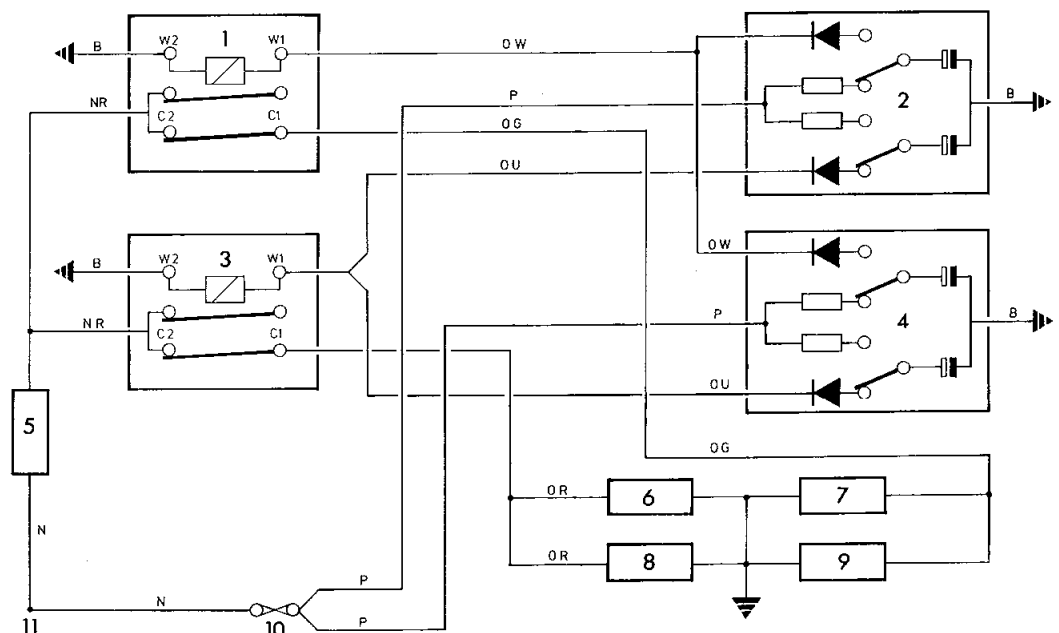 B W2 1 W1 OW
2
NR P B
C2 C1 OG
OU
B W2 3 W1 OW
4
NR P B
C2 C1
OU
5
OG
OR 6 7
N
OR 8 9
P
N
11 10 P